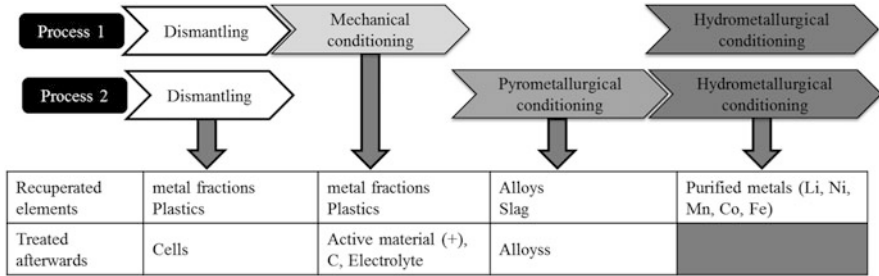 Process 1
Dismantling
Mechanical
conditioning
Hydrometallurgical
conditioning
Process 2
Dismantling
Pyrometallurgical
conditioning
Hydrometallurgical
conditioning
Recuperated
elements
metal fractions
Plastics
metal fractions
Plastics
Alloys
Slag
Purified metals (Li, Ni,
Mn, Co, Fe)
Treated
afterwards
Cells
Active material (+),
C, Electrolyte
Alloyss